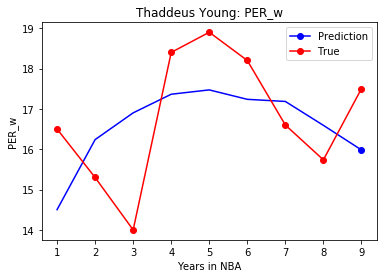 Thaddeus Young: PER_w
Prediction
True
19
18
17
16
15
14
PER_w
1 2 3 4 5 6 7 8 9
Years in NBA